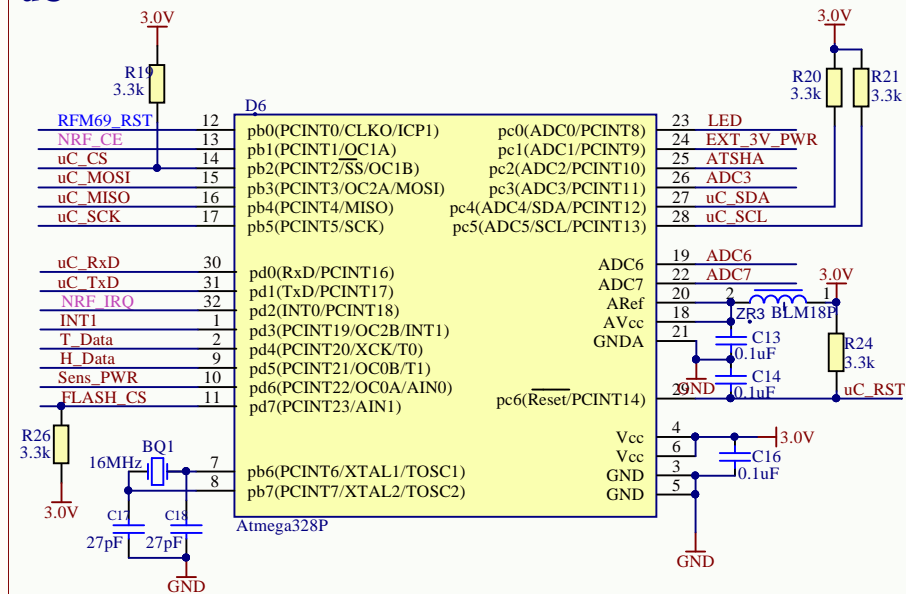 3.0V
R19
3.3k
3.0V
R20
3.3k
R21
3.3k
D6
RFM69_RST 12 pb0(PCINT0/CLKO/ICP1)
NRF_CE 13 pb1(PCINT1/OC1A)
uC_CS 14 pb2(PCINT2/SS/OC1B)
uC_MOSI 15 pb3(PCINT3/OC2A/MOSI)
uC_MISO 16 pb4(PCINT4/MISO)
uC_SCK 17 pb5(PCINT5/SCK)
pc0(ADC0/PCINT8) 23 LED
pc1(ADC1/PCINT9) 24 EXT_3V_PWR
pc2(ADC2/PCINT10) 25 ATSHA
pc3(ADC3/PCINT11) 26 ADC3
pc4(ADC4/SDA/PCINT12) 27 uC_SDA
pc5(ADC5/SCL/PCINT13) 28 uC_SCL
uC_RxD 30 pd0(RxD/PCINT16)
uC_TxD 31 pd1(TxD/PCINT17)
NRF_IRQ 32 pd2(INT0/PCINT18)
INT1 1 pd3(PCINT19/OC2B/INT1)
T_Data 2 pd4(PCINT20/XCK/T0)
H_Data 9 pd5(PCINT21/OC0B/T1)
Sens_PWR 10 pd6(PCINT22/OC0A/AIN0)
FLASH_CS 11 pd7(PCINT23/AIN1)
ADC6 19 ADC6
ADC7 22 ADC7
ARef 20
AVcc 18
GNDA 21
2 1
3.0V
ZR3 BLM18P
C13
0.1uF
C14
0.1uF
GND
R24
3.3k
pc6(Reset/PCINT14) 29 uC_RST
R26
3.3k
3.0V
BQ1
16MHz
7 pb6(PCINT6/XTAL1/TOSC1)
8 pb7(PCINT7/XTAL2/TOSC2)
C17
27pF
C18
27pF
GND
Vcc 4
Vcc 6
GND 3
GND 5
3.0V
C16
0.1uF
GND
Atmega328P